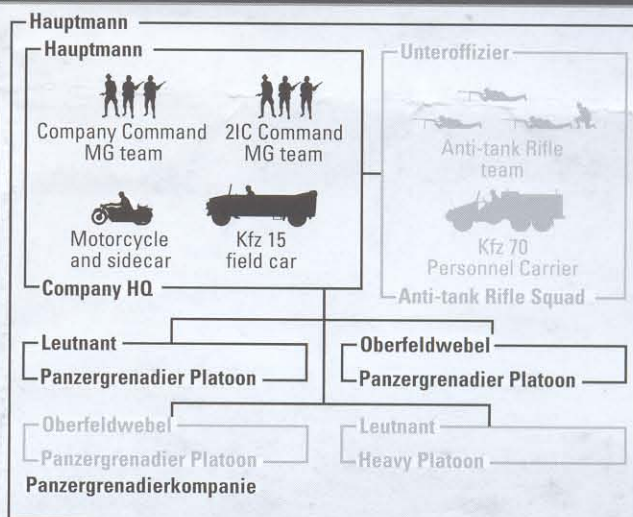 Hauptmann
Hauptmann
Company Command
MG team
2IC Command
MG team
Motorcycle
and sidecar
Kfz 15
field car
Company HQ
Unteroffizier
Anti-tank Rifle
team
Kfz 70
Personnel Carrier
Anti-tank Rifle Squad
Leutnant
Panzergrenadier Platoon
Oberfeldwebel
Panzergrenadier Platoon
Oberfeldwebel
Panzergrenadier Platoon
Leutnant
Heavy Platoon
Panzergrenadierkompanie